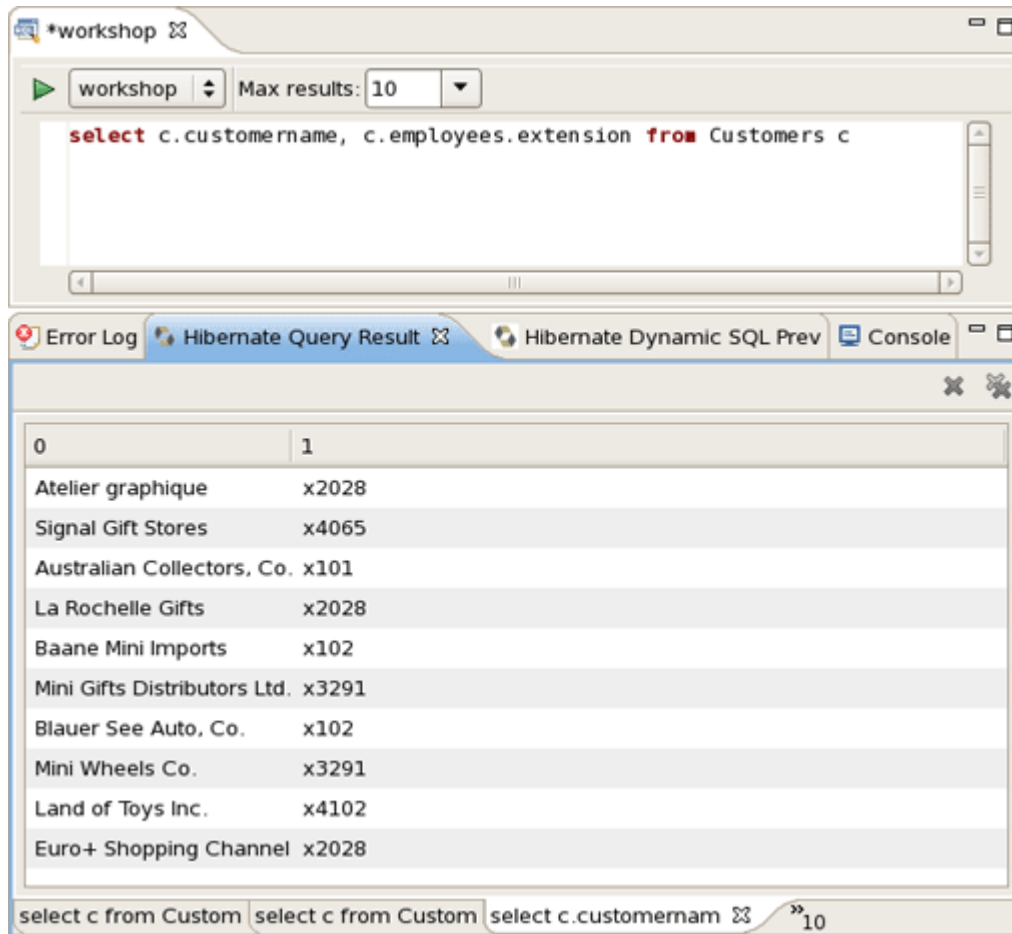 *workshop
workshop Max results: 10
select c.customername, c.employees.extension from Customers c
Error Log Hibernate Query Result Hibernate Dynamic SQL Prev Console
0 1
Atelier graphique x2028
Signal Gift Stores x4065
Australian Collectors, Co. x101
La Rochelle Gifts x2028
Baane Mini Imports x102
Mini Gifts Distributors Ltd. x3291
Blauer See Auto, Co. x102
Mini Wheels Co. x3291
Land of Toys Inc. x4102
Euro+ Shopping Channel x2028
select c from Custom select c from Custom select c.customernam »10